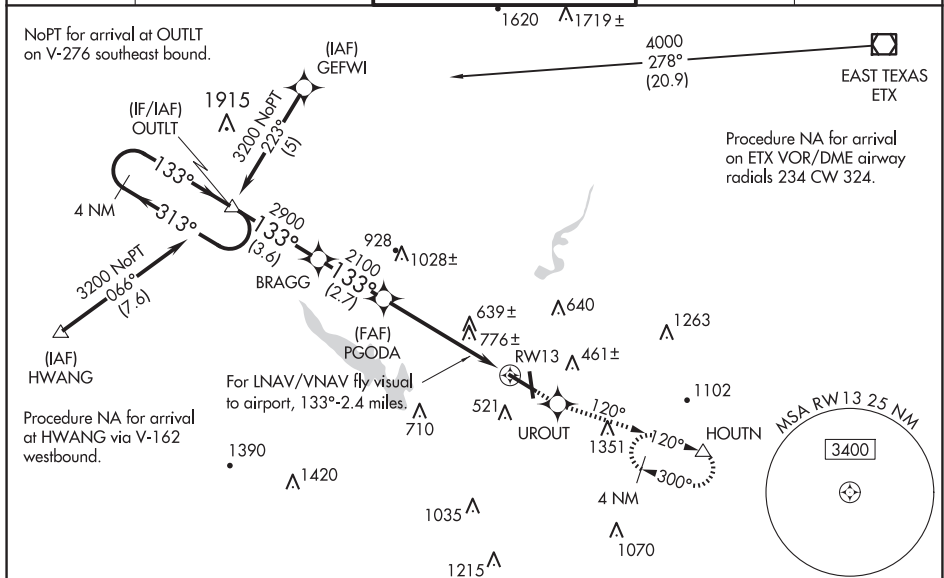 1620
1719 ±
NoPT for arrival at OUTLT
on V-276 southeast bound.
(IAF)
GEFWI
4000
278°
(20.9)
EAST TEXAS
ETX
(IF/IAF)
OUTLT
1915
3200 NoPT
223°
(5)
Procedure NA for arrival
on ETX VOR/DME airway
radials 234 CW 324.
133°
4 NM
313°
2900
133°
(3.6)
BRAGG
928
1028±
2100
133°
(2.7)
3200 NoPT
066°
(7.6)
(IAF)
HWANG
(FAF)
PGODA
639±
776±
640
1263
RW13
461±
For LNAV/VNAV fly visual
to airport, 133°-2.4 miles.
Procedure NA for arrival
at HWANG via V-162
westbound.
710
521
UROUT
120°
1102
1351
120°
HOUTN
300°
4 NM
MSA RW13 25 NM
3400
1390
1420
1035
1070
1215